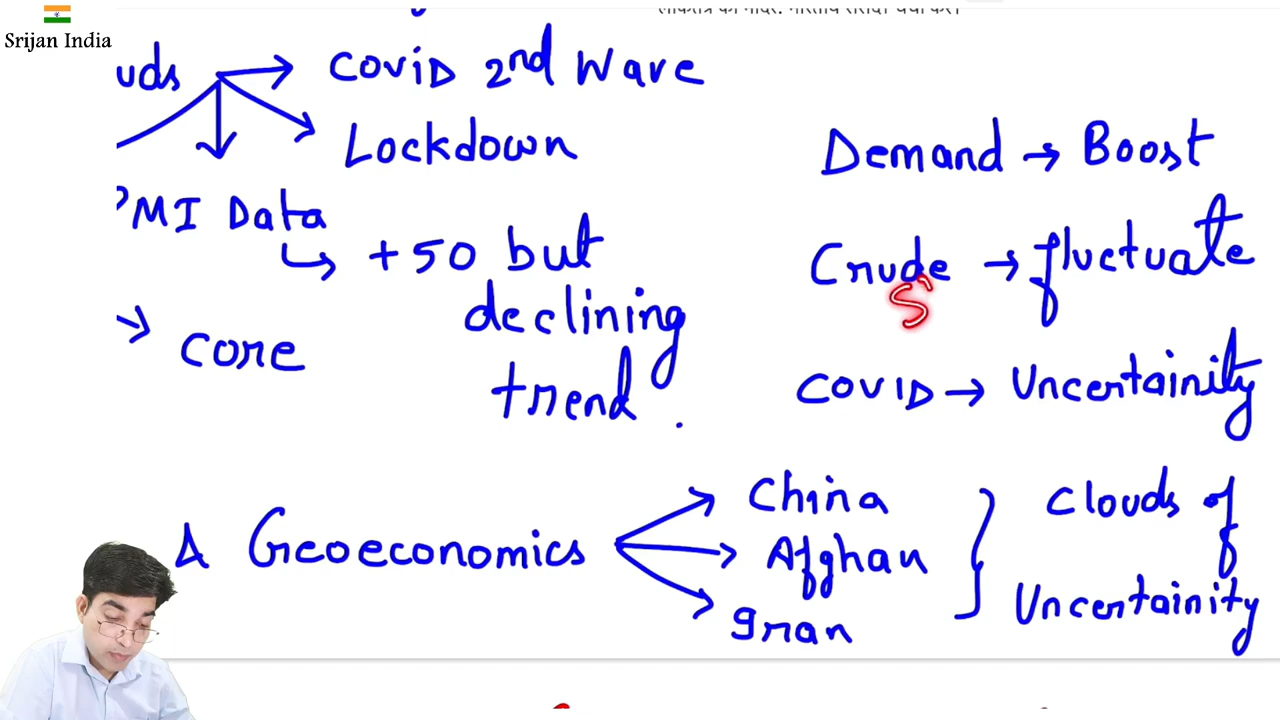 Srijan India
uds → COVID 2nd Wave
Lockdown
PMI Data
↳ +50 but
declining
trend.
→ Core
Demand → Boost
Crude → fluctuate
S
COVID → Uncertainity
Δ Geoeconomics
China
Afghan
Iran
Clouds of
Uncertainity